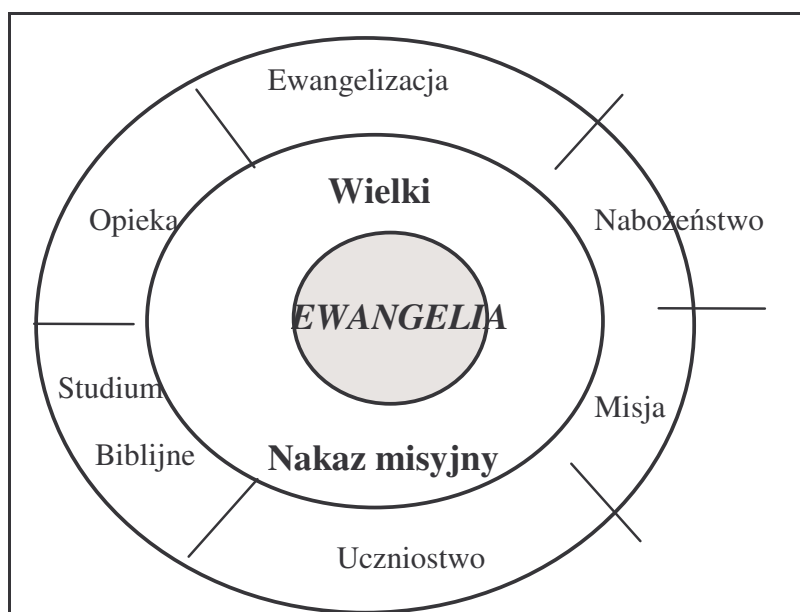 Ewangelizacja
Wielki
Opieka
Nabożeństwo
EWANGELIA
Studium
Misja
Biblijne
Nakaz misyjny
Uczniostwo